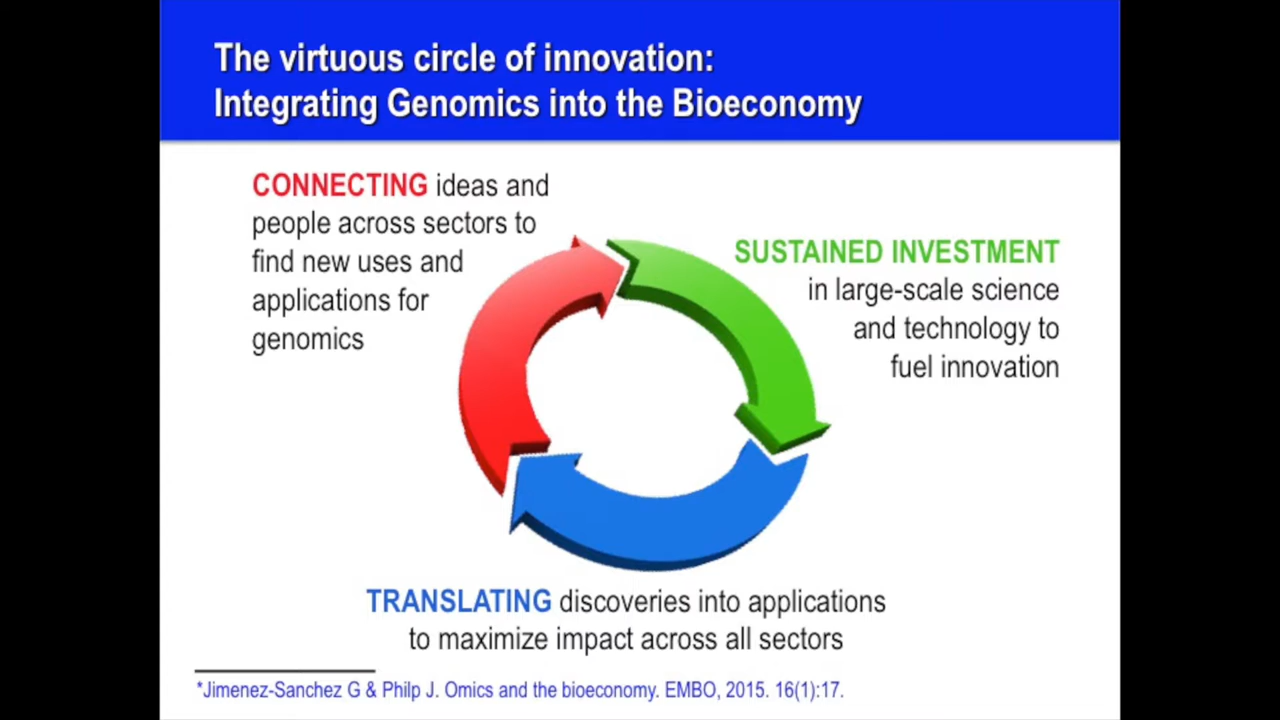 The virtuous circle of innovation:
Integrating Genomics into the Bioeconomy
CONNECTING ideas and
people across sectors to
find new uses and
applications for
genomics
SUSTAINED INVESTMENT
in large-scale science
and technology to
fuel innovation
TRANSLATING discoveries into applications
to maximize impact across all sectors
*Jimenez-Sanchez G & Philp J. Omics and the bioeconomy. EMBO, 2015. 16(1):17.